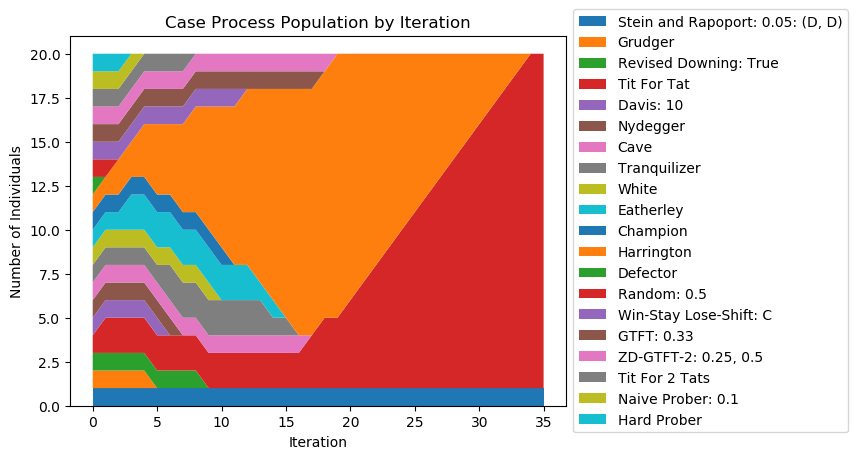 Case Process Population by Iteration
20.0
17.5
15.0
12.5
10.0
7.5
5.0
2.5
0.0
Number of Individuals
0 5 10 15 20 25 30 35
Iteration
Stein and Rapoport: 0.05: (D, D)
Grudger
Revised Downing: True
Tit For Tat
Davis: 10
Nydegger
Cave
Tranquilizer
White
Eatherley
Champion
Harrington
Defector
Random: 0.5
Win-Stay Lose-Shift: C
GTFT: 0.33
ZD-GTFT-2: 0.25, 0.5
Tit For 2 Tats
Naive Prober: 0.1
Hard Prober